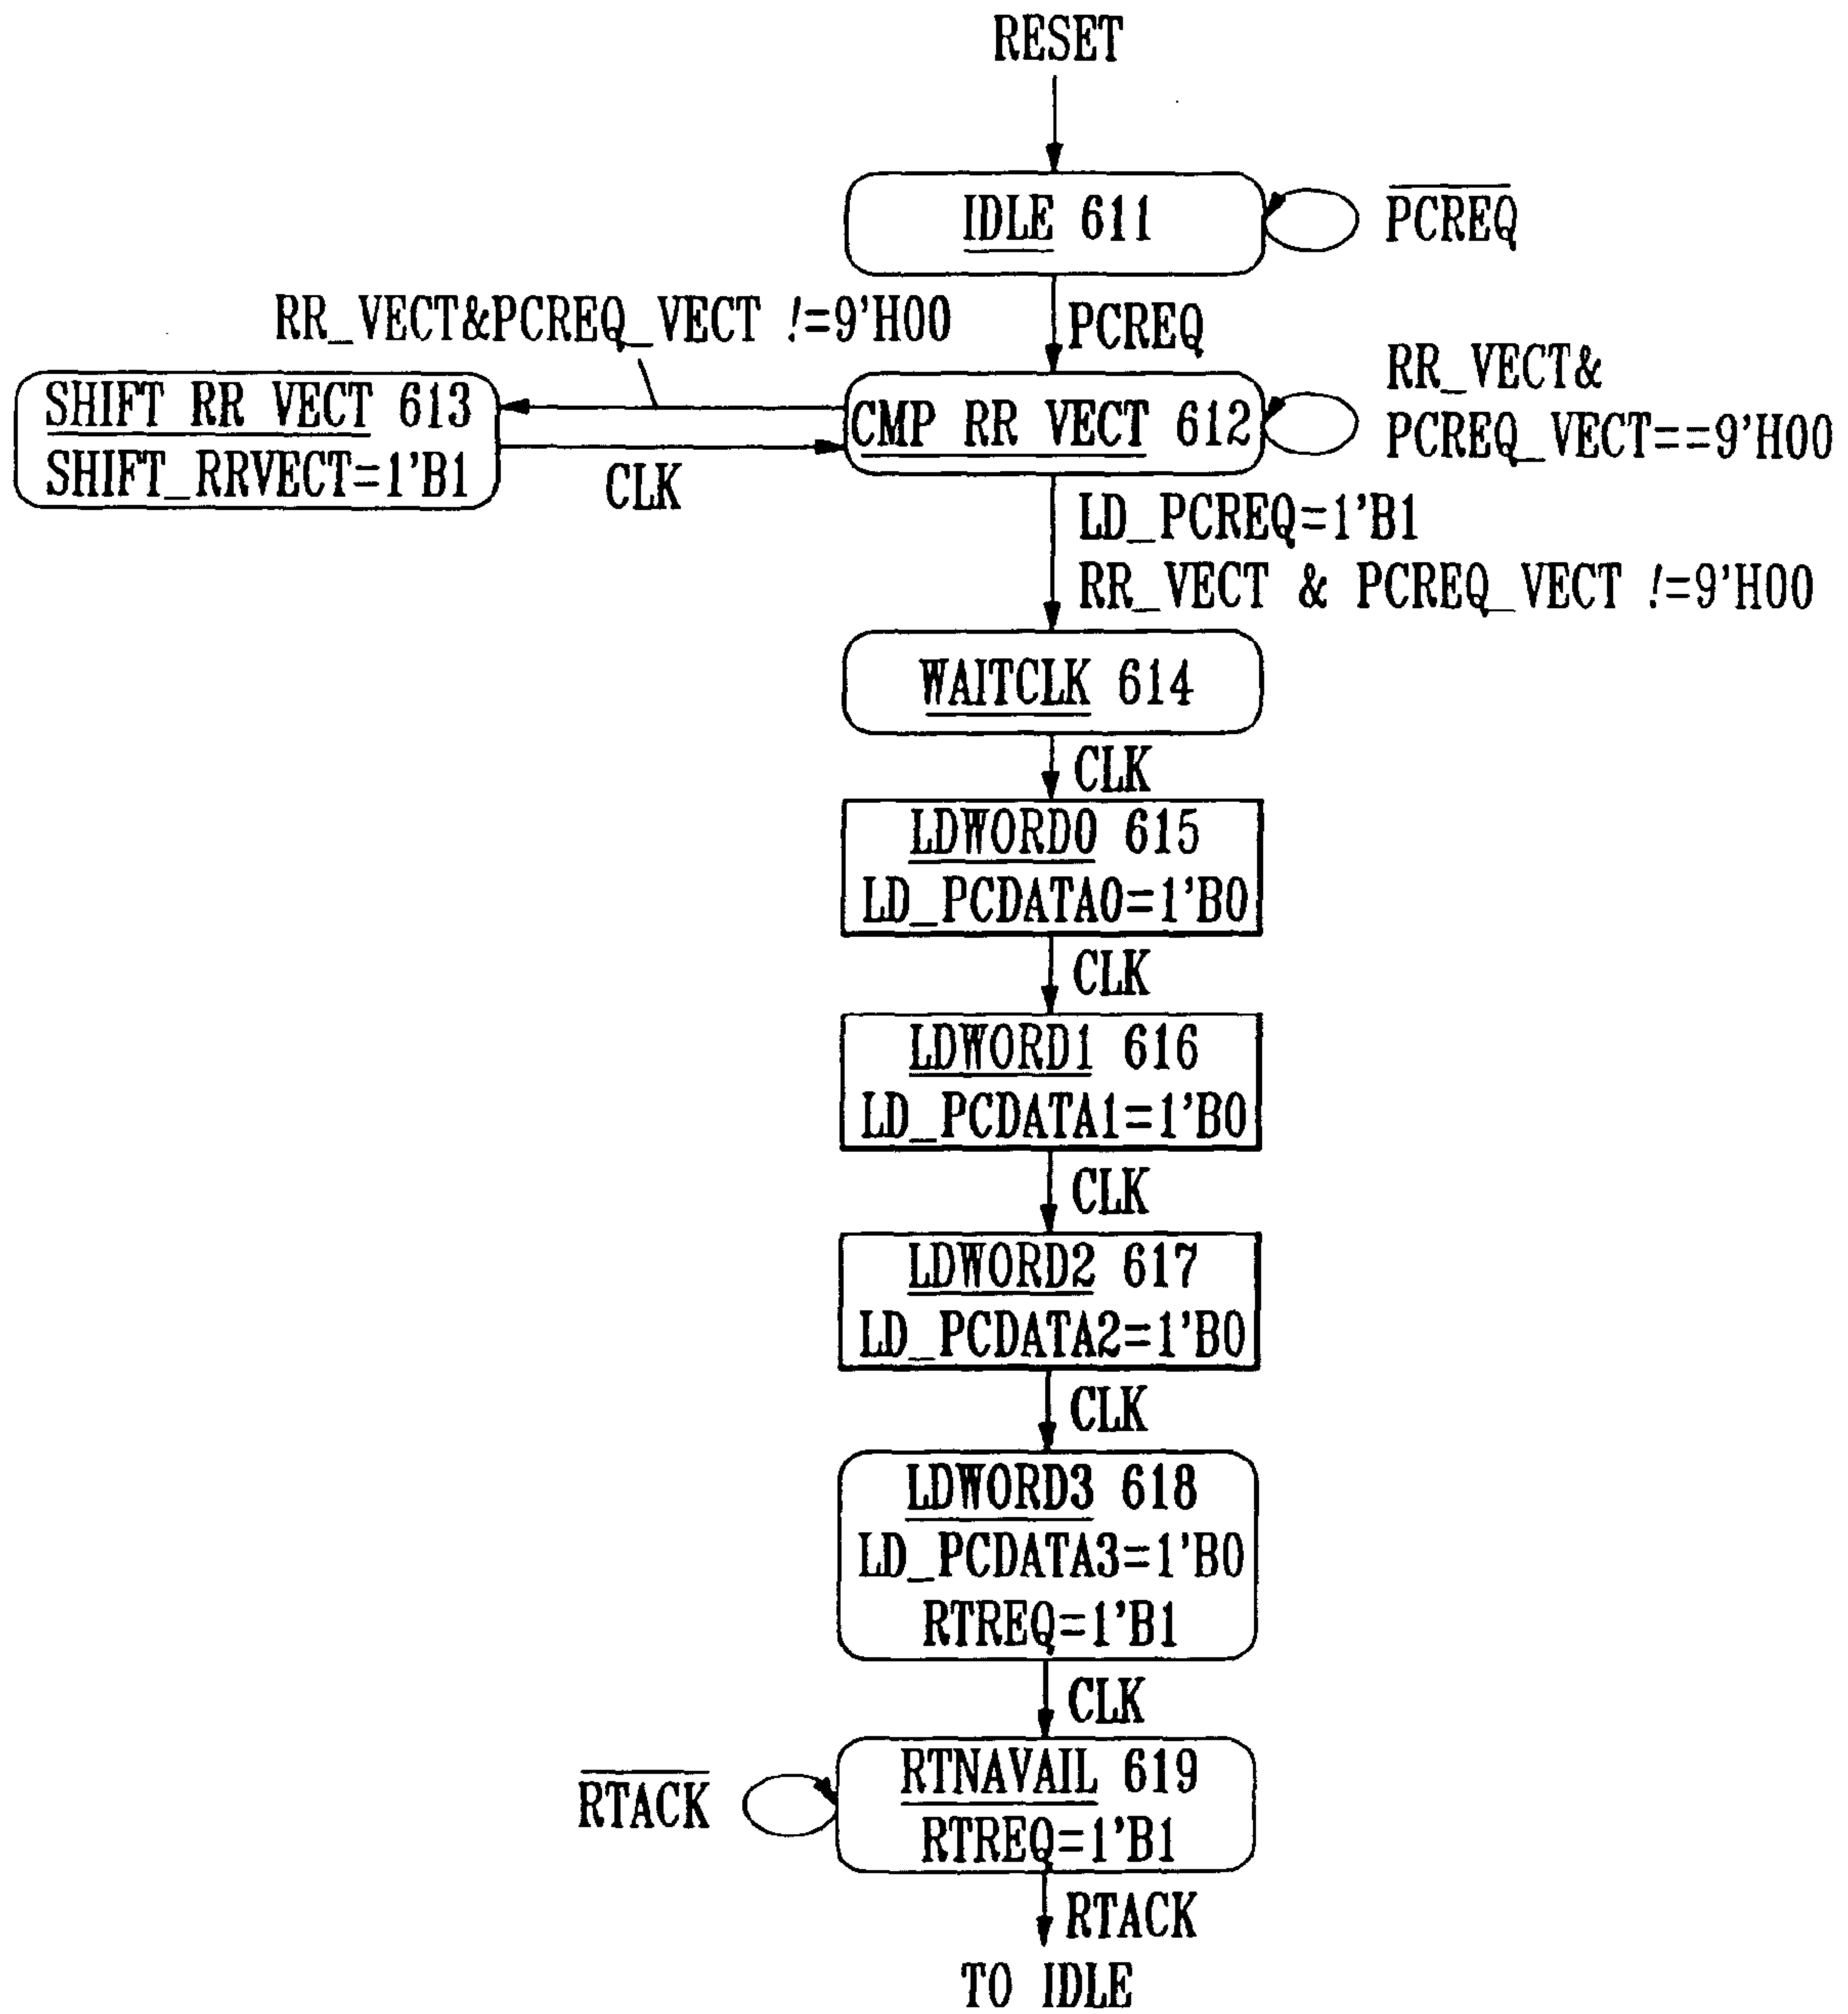 RESET
IDLE 611
PCREQ
PCREQ
RR_VECT&PCREQ_VECT !=9'H00
SHIFT RR VECT 613
SHIFT_RRVECT=1'B1
CLK
CMP RR VECT 612
RR_VECT&
PCREQ_VECT==9'H00
LD_PCREQ=1'B1
RR_VECT & PCREQ_VECT !=9'H00
WAITCLK 614
CLK
LDWORD0 615
LD_PCDATA0=1'B0
CLK
LDWORD1 616
LD_PCDATA1=1'B0
CLK
LDWORD2 617
LD_PCDATA2=1'B0
CLK
LDWORD3 618
LD_PCDATA3=1'B0
RTREQ=1'B1
CLK
RTACK
RTNAVAIL 619
RTREQ=1'B1
RTACK
TO IDLE